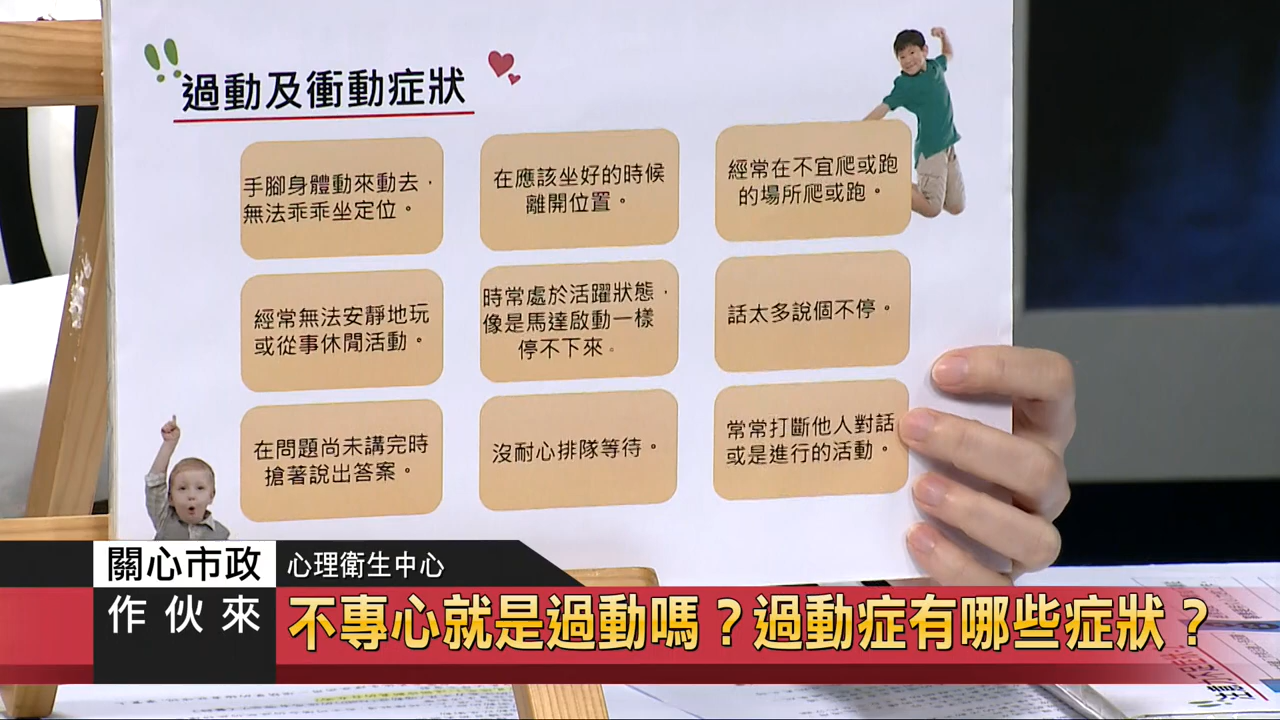 過動及衝動症狀
手腳身體動來動去，
無法乖乖坐定位。
在應該坐好的時候
離開位置。
經常在不宜爬或跑
的場所爬或跑。
經常無法安靜地玩
或從事休閒活動。
時常處於活躍狀態，
像是馬達啟動一樣
停不下來。
話太多說個不停。
在問題尚未講完時
搶著說出答案。
沒耐心排隊等待。
常常打斷他人對話
或是進行的活動。
關心市政
作伙來
心理衛生中心
不專心就是過動嗎？過動症有哪些症狀？